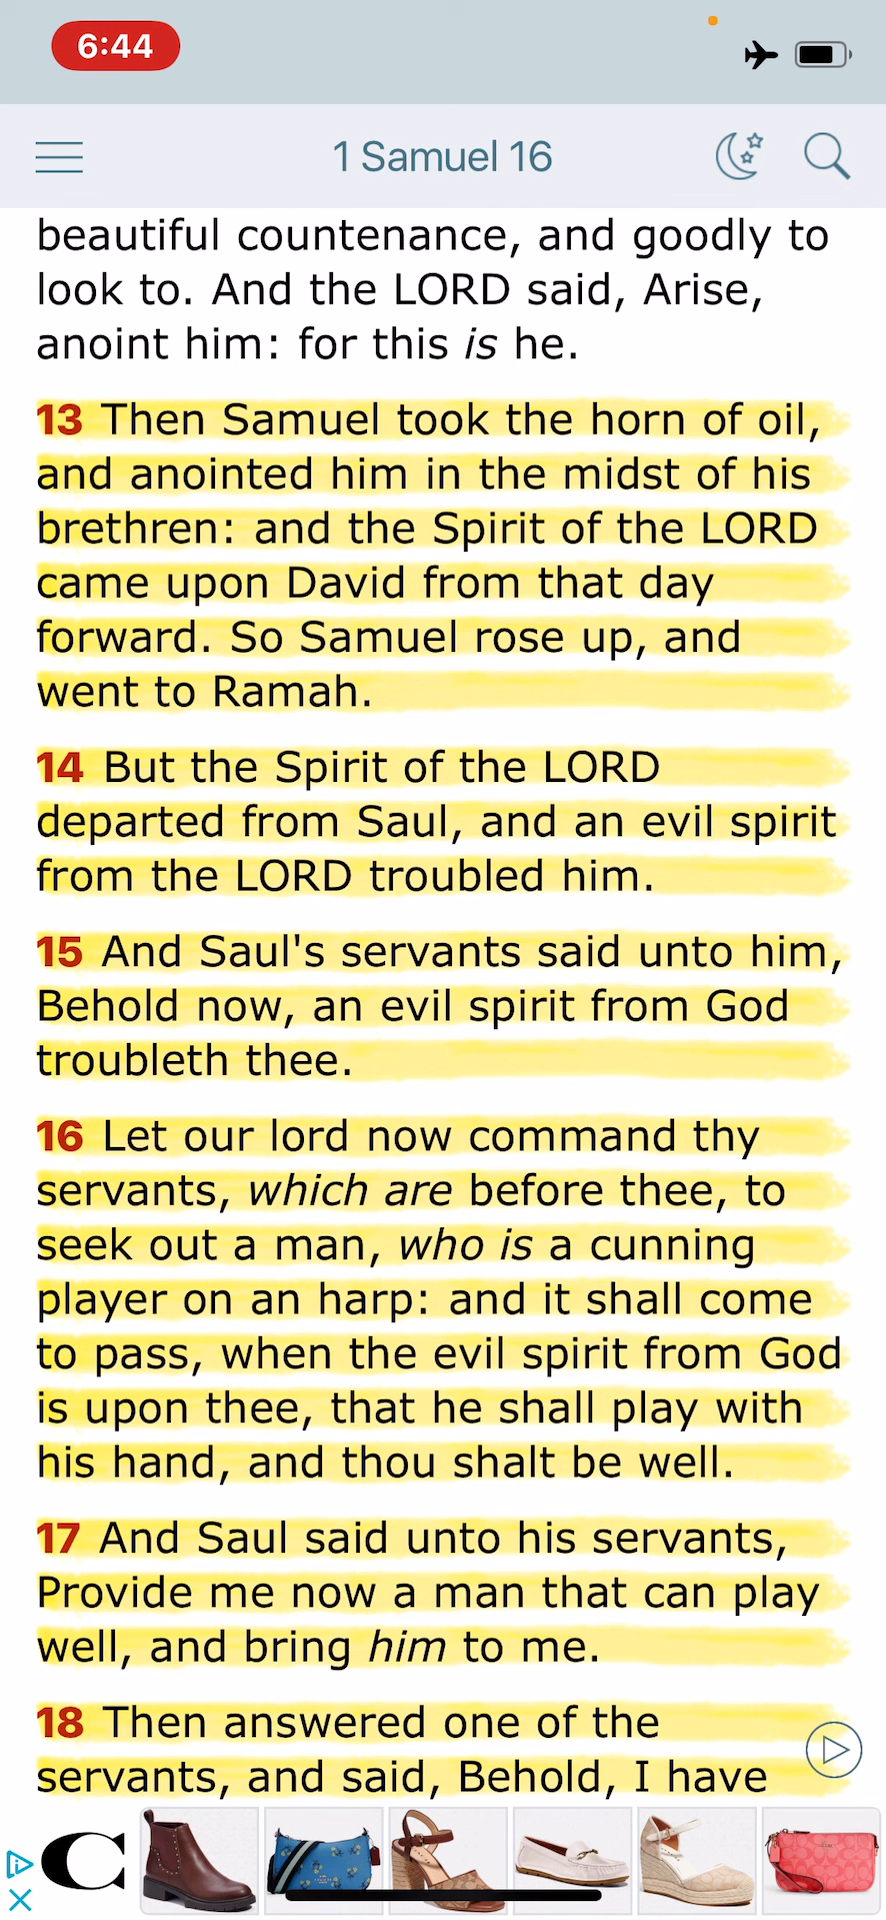 6:44
1 Samuel 16
beautiful countenance, and goodly to
look to. And the LORD said, Arise,
anoint him: for this is he.
13 Then Samuel took the horn of oil,
and anointed him in the midst of his
brethren: and the Spirit of the LORD
came upon David from that day
forward. So Samuel rose up, and
went to Ramah.
14 But the Spirit of the LORD
departed from Saul, and an evil spirit
from the LORD troubled him.
15 And Saul's servants said unto him,
Behold now, an evil spirit from God
troubleth thee.
16 Let our lord now command thy
servants, which are before thee, to
seek out a man, who is a cunning
player on an harp: and it shall come
to pass, when the evil spirit from God
is upon thee, that he shall play with
his hand, and thou shalt be well.
17 And Saul said unto his servants,
Provide me now a man that can play
well, and bring him to me.
18 Then answered one of the
servants, and said, Behold, I have
C